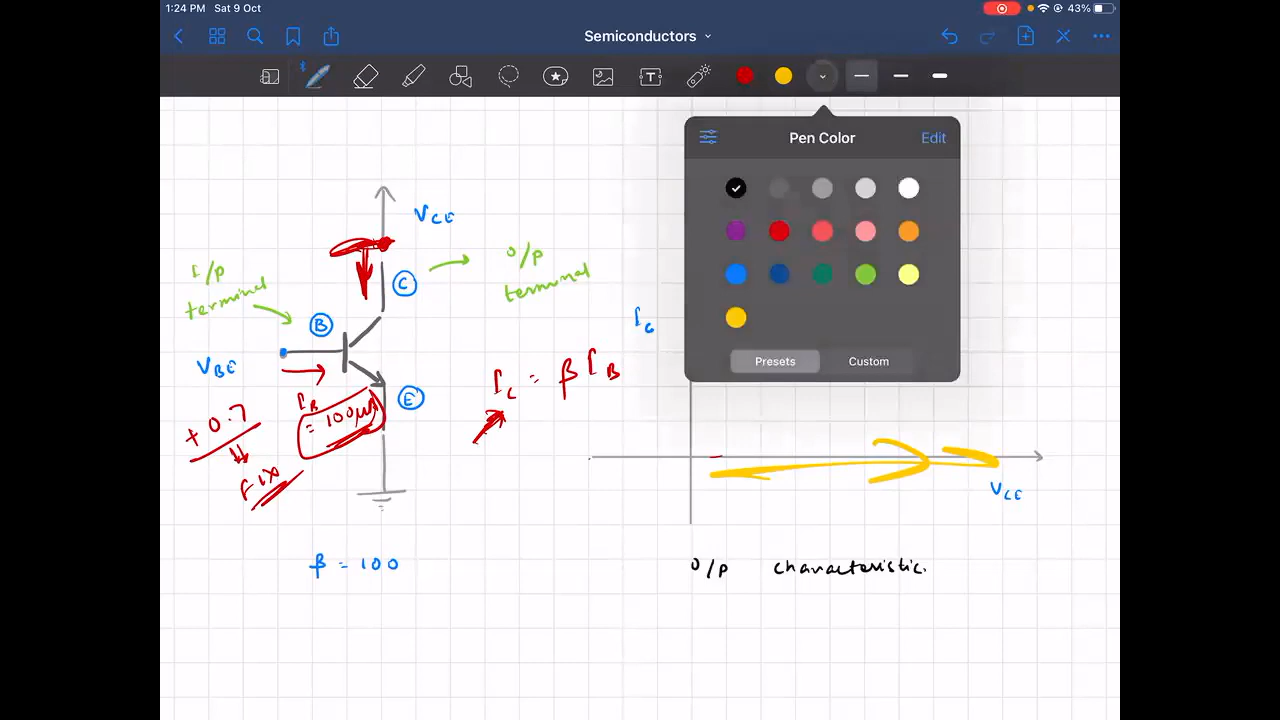 1:24 PM Sat 9 Oct
43%
Semiconductors
Pen Color
Edit
Presets
Custom
VCE
I/P
terminal
O/P
terminal
C
B
E
VBE
IC
+ 0.7
Fix
IB
= 100μA
IC = β IB
VCE
β = 100
O/P characteristic.